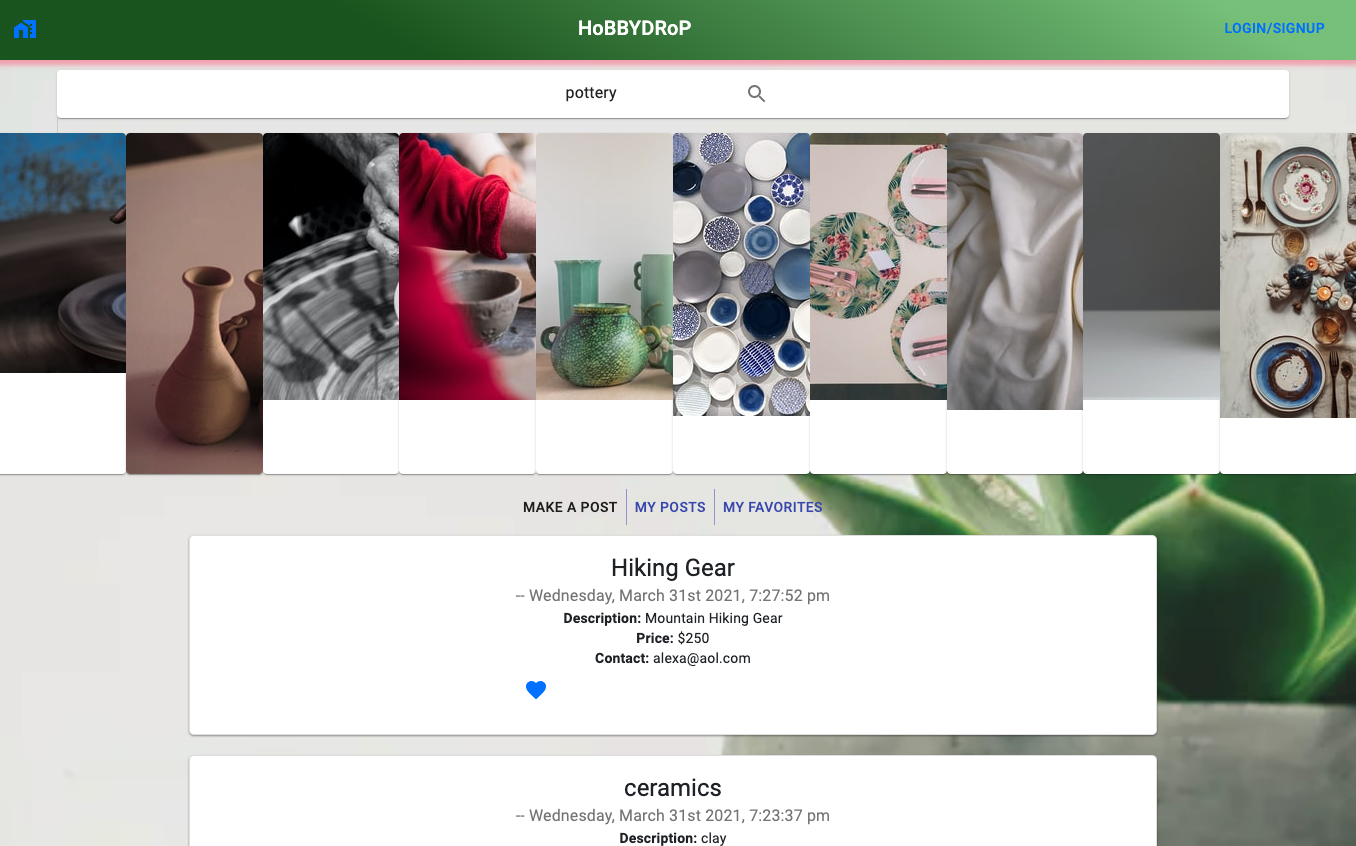 HoBBYDRoP
LOGIN/SIGNUP
pottery
MAKE A POST
MY POSTS
MY FAVORITES
Hiking Gear
-- Wednesday, March 31st 2021, 7:27:52 pm
Description: Mountain Hiking Gear
Price: $250
Contact: alexa@aol.com
ceramics
-- Wednesday, March 31st 2021, 7:23:37 pm
Description: clay